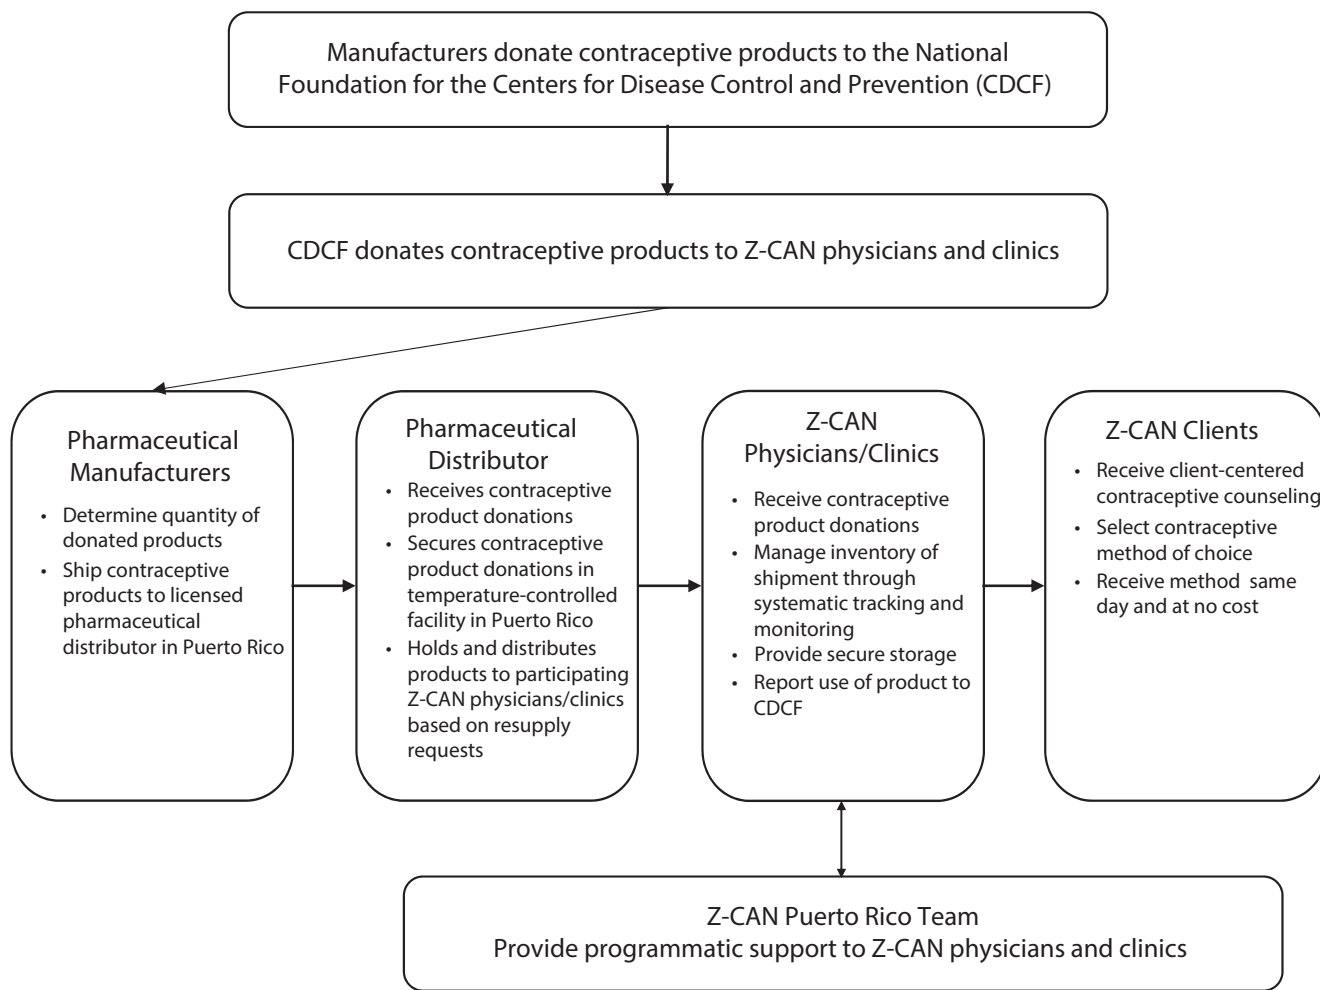 Manufacturers donate contraceptive products to the National
Foundation for the Centers for Disease Control and Prevention (CDCF)
CDCF donates contraceptive products to Z-CAN physicians and clinics
Pharmaceutical
Manufacturers
• Determine quantity of
donated products
• Ship contraceptive
products to licensed
pharmaceutical
distributor in Puerto Rico
Pharmaceutical
Distributor
• Receives contraceptive
product donations
• Secures contraceptive
product donations in
temperature-controlled
facility in Puerto Rico
• Holds and distributes
products to participating
Z-CAN physicians/clinics
based on resupply
requests
Z-CAN
Physicians/Clinics
• Receive contraceptive
product donations
• Manage inventory of
shipment through
systematic tracking and
monitoring
• Provide secure storage
• Report use of product to
CDCF
Z-CAN Clients
• Receive client-centered
contraceptive counseling
• Select contraceptive
method of choice
• Receive method same
day and at no cost
Z-CAN Puerto Rico Team
Provide programmatic support to Z-CAN physicians and clinics